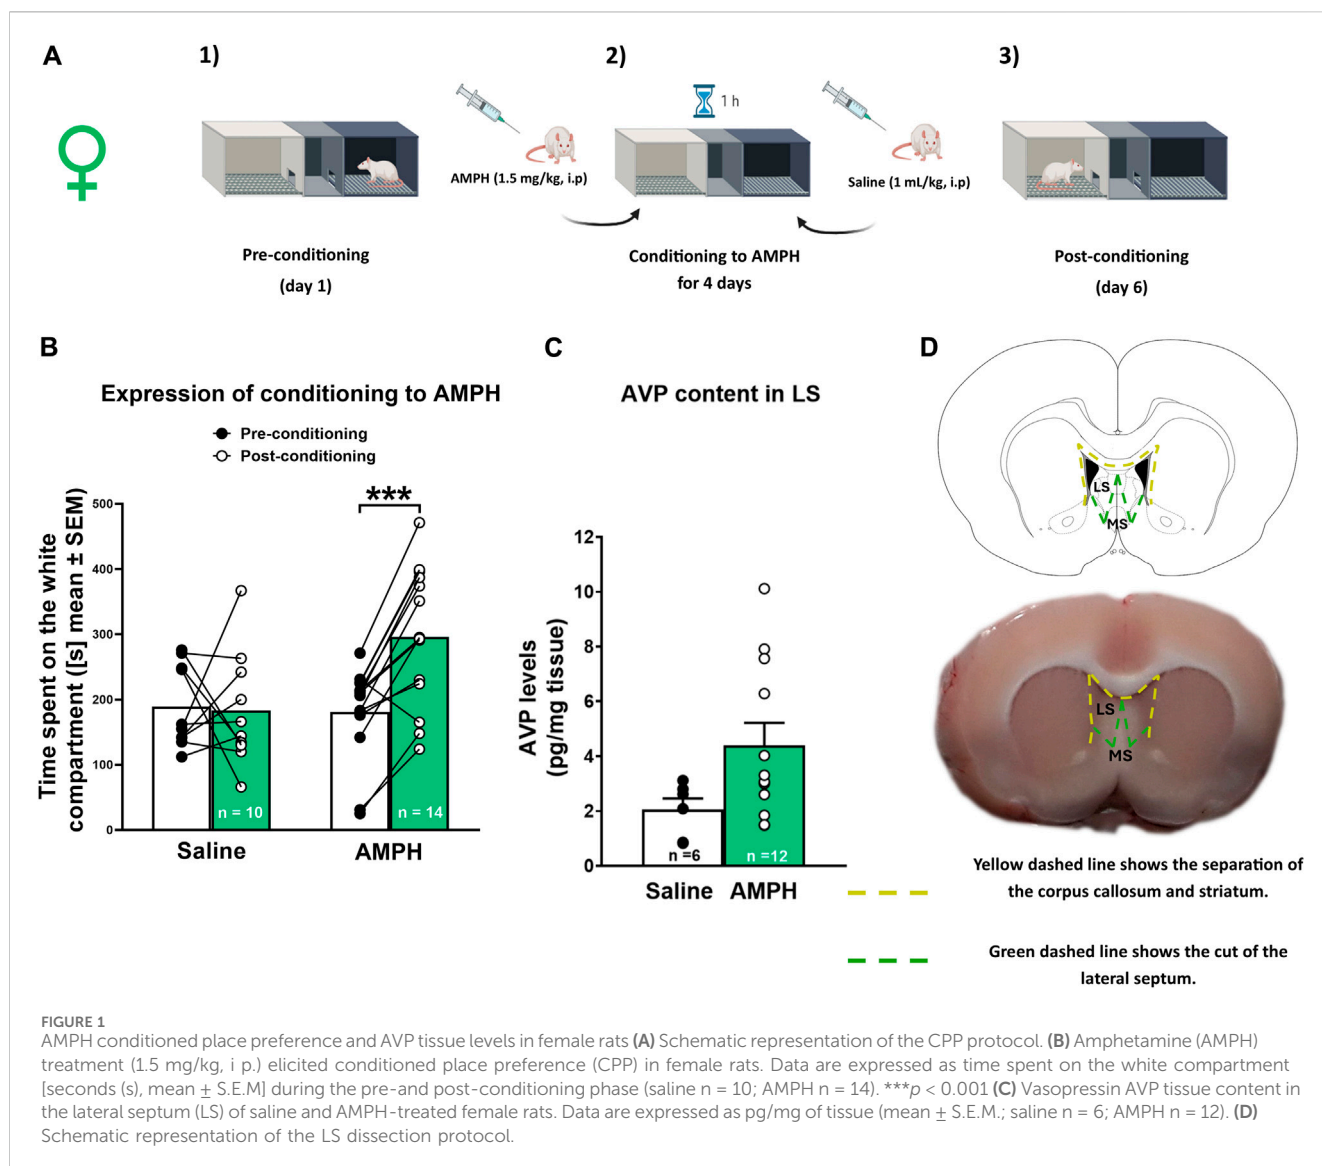 A
1)
2)
3)
1 h
AMPH (1.5 mg/kg, i.p)
Saline (1 mL/kg, i.p)
Pre-conditioning
(day 1)
Conditioning to AMPH
for 4 days
Post-conditioning
(day 6)
B
Expression of conditioning to AMPH
Pre-conditioning
Post-conditioning
Time spent on the white
compartment ([s] mean ± SEM)
500
400
300
200
100
0
***
n = 10
n = 14
Saline
AMPH
C
AVP content in LS
AVP levels
(pg/mg tissue)
12
10
8
6
4
2
0
n =6
n =12
Saline
AMPH
D
LS
MS
LS
MS
Yellow dashed line shows the separation of
the corpus callosum and striatum.
Green dashed line shows the cut of the
lateral septum.
FIGURE 1
AMPH conditioned place preference and AVP tissue levels in female rats (A) Schematic representation of the CPP protocol. (B) Amphetamine (AMPH)
treatment (1.5 mg/kg, i p.) elicited conditioned place preference (CPP) in female rats. Data are expressed as time spent on the white compartment
[seconds (s), mean ± S.E.M] during the pre-and post-conditioning phase (saline n = 10; AMPH n = 14). ***p < 0.001 (C) Vasopressin AVP tissue content in
the lateral septum (LS) of saline and AMPH-treated female rats. Data are expressed as pg/mg of tissue (mean ± S.E.M.; saline n = 6; AMPH n = 12). (D)
Schematic representation of the LS dissection protocol.